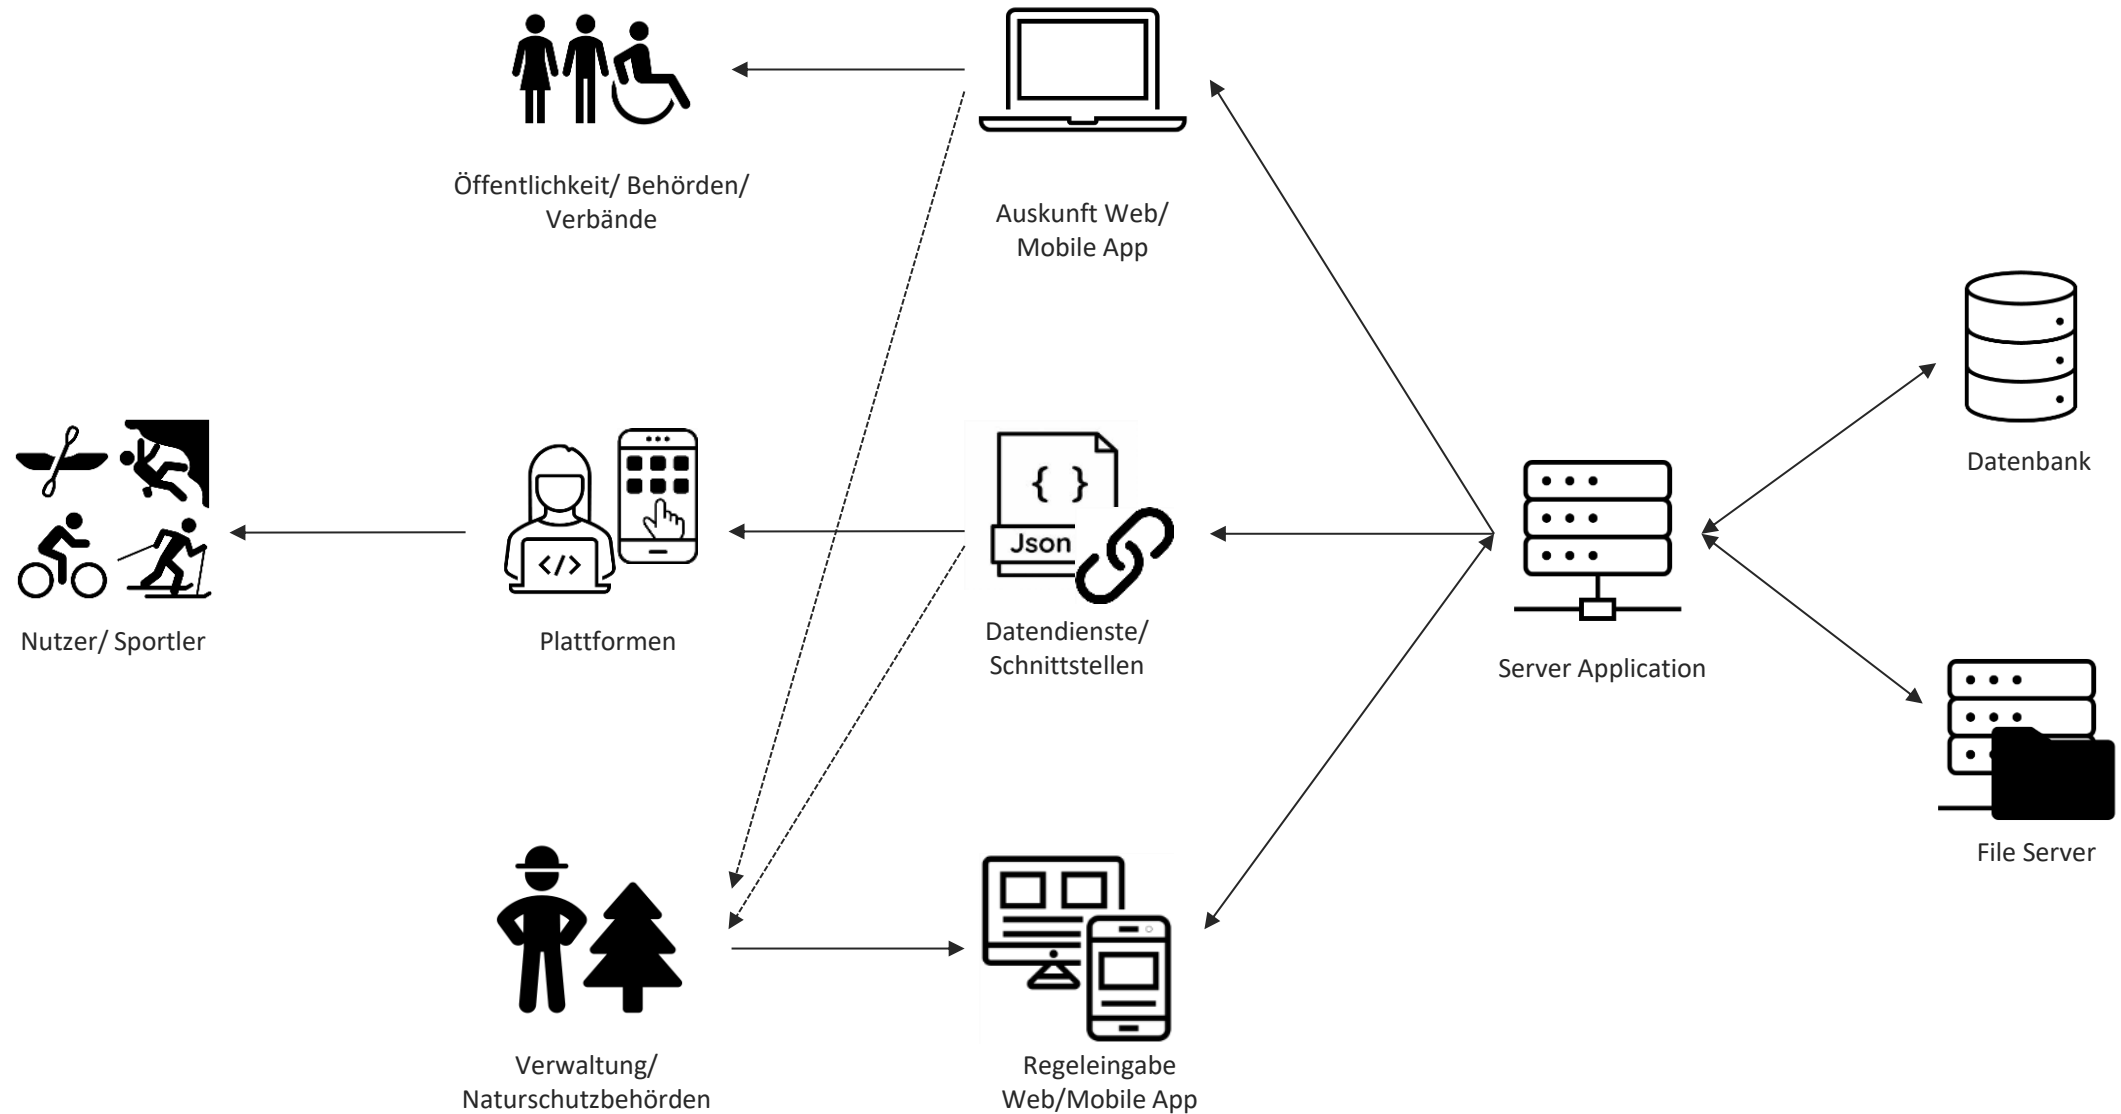 Öffentlichkeit/ Behörden/
Verbände
Auskunft Web/
Mobile App
Datenbank
{ }
Json
</>
Nutzer/ Sportler
Plattformen
Datendienste/
Schnittstellen
Server Application
File Server
Verwaltung/
Naturschutzbehörden
Regeleingabe
Web/Mobile App